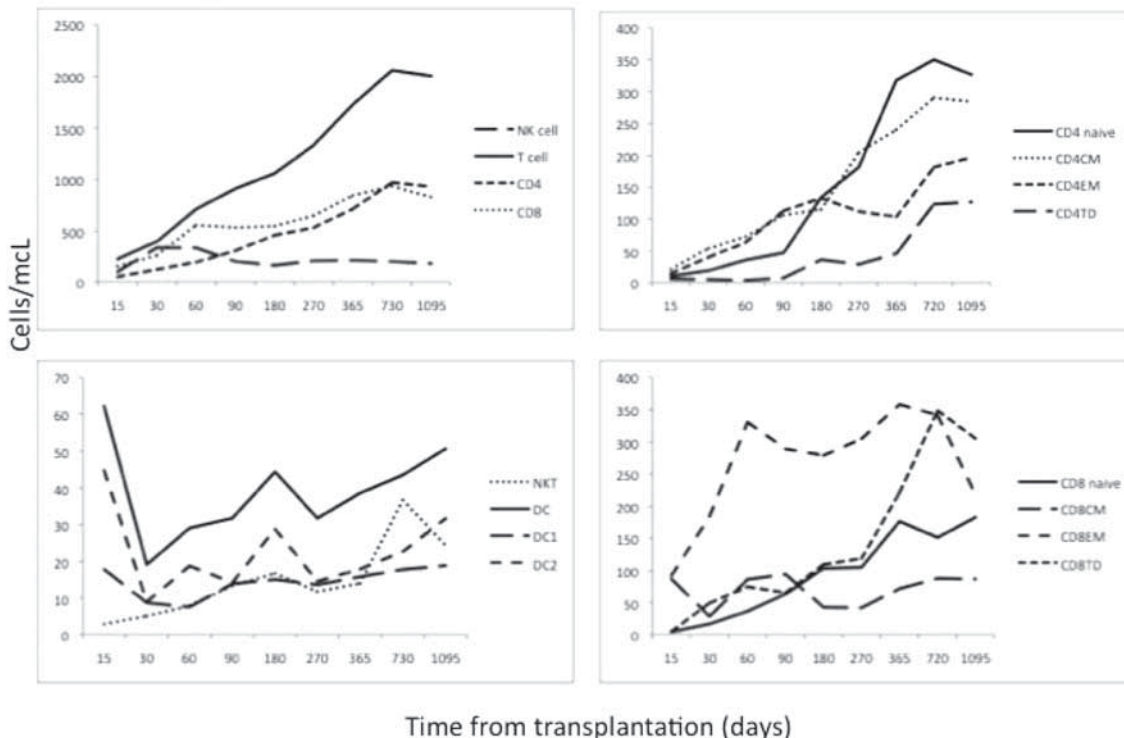 Cells/mcL
2500
2000
1500
1000
500
0
15 30 60 90 180 270 365 730 1095
NK cell
T cell
CD4
CD8
400
350
300
250
200
150
100
50
0
15 30 60 90 180 270 365 720 1095
CD4 naive
CD4CM
CD4EM
CD4TD
70
60
50
40
30
20
10
0
15 30 60 90 180 270 365 730 1095
NKT
DC
DC1
DC2
400
350
300
250
200
150
100
50
0
15 30 60 90 180 270 365 720 1095
CD8 naive
CD8CM
CD8EM
CD8TD
Time from transplantation (days)